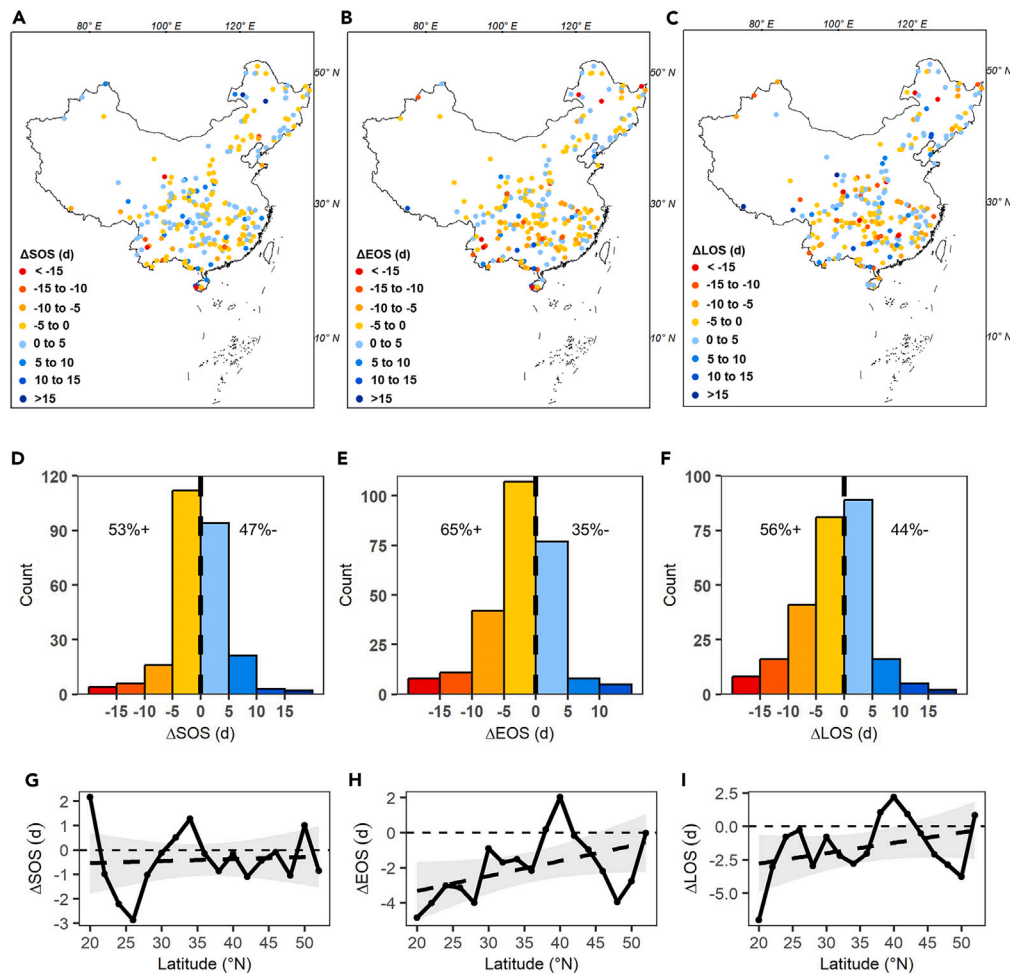 A
B
C
80° E 100° E 120° E
80° E 100° E 120° E
80° E 100° E 120° E
50° N
50° N
50° N
30° N
30° N
30° N
10° N
10° N
10° N
ΔSOS (d)
< -15
-15 to -10
-10 to -5
-5 to 0
0 to 5
5 to 10
10 to 15
>15
ΔEOS (d)
< -15
-15 to -10
-10 to -5
-5 to 0
0 to 5
5 to 10
10 to 15
>15
ΔLOS (d)
< -15
-15 to -10
-10 to -5
-5 to 0
0 to 5
5 to 10
10 to 15
>15
D
120
90
60
30
0
Count
53%+ 47%-
-15 -10 -5 0 5 10 15
ΔSOS (d)
E
100
75
50
25
0
Count
65%+ 35%-
-15 -10 -5 0 5 10
ΔEOS (d)
F
100
80
60
40
20
0
Count
56%+ 44%-
-15 -10 -5 0 5 10 15
ΔLOS (d)
G
2
1
0
-1
-2
-3
ΔSOS (d)
20 25 30 35 40 45 50
Latitude (°N)
H
2
0
-2
-4
ΔEOS (d)
20 25 30 35 40 45 50
Latitude (°N)
I
2.5
0.0
-2.5
-5.0
ΔLOS (d)
20 25 30 35 40 45 50
Latitude (°N)